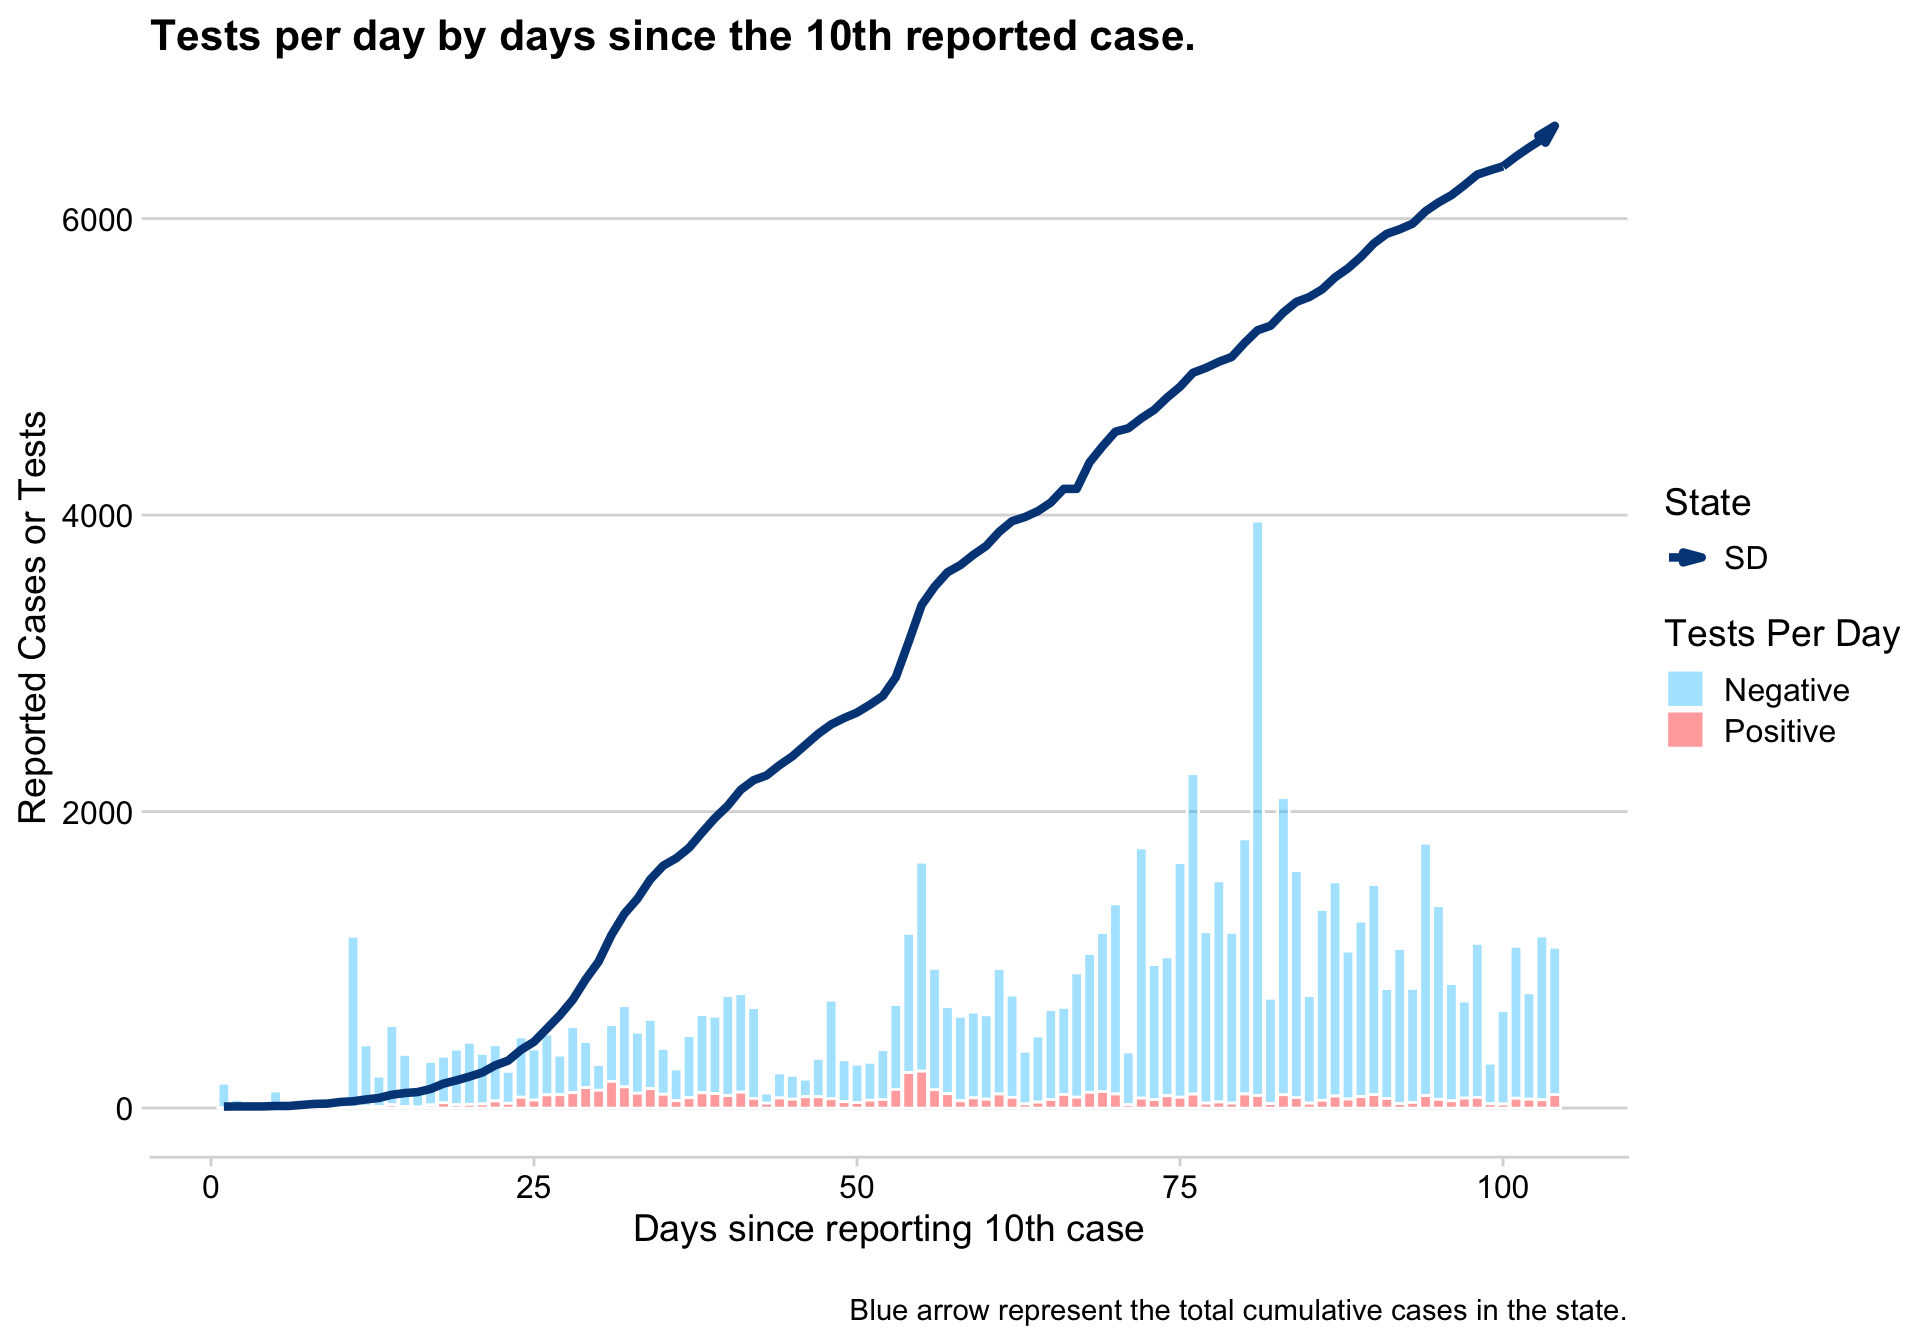 Tests per day by days since the 10th reported case.
Reported Cases or Tests
6000
4000
2000
0
0 25 50 75 100
Days since reporting 10th case
State
SD
Tests Per Day
Negative
Positive
Blue arrow represent the total cumulative cases in the state.